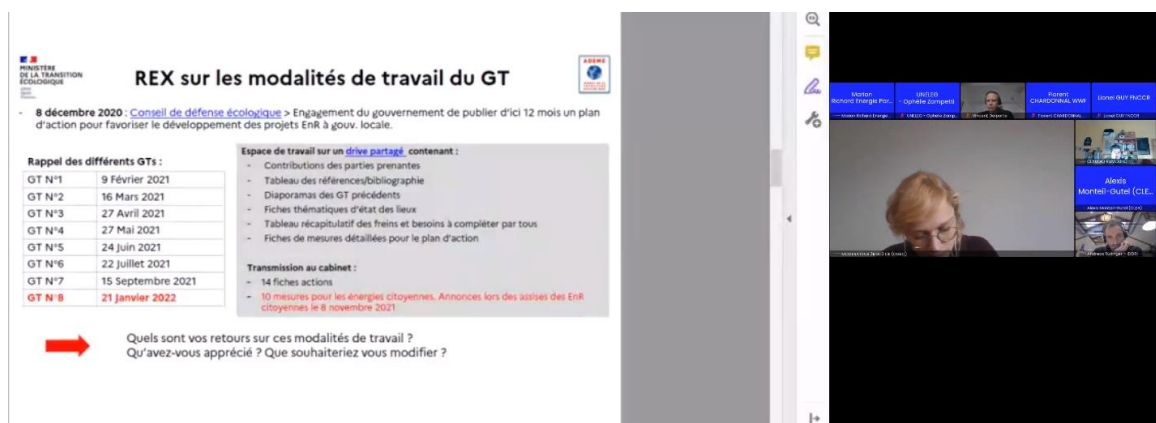 MINISTÈRE
DE LA TRANSITION
ÉCOLOGIQUE
ADEME
REX sur les modalités de travail du GT
- 8 décembre 2020 : Conseil de défense écologique > Engagement du gouvernement de publier d'ici 12 mois un plan
d'action pour favoriser le développement des projets EnR à gouv. locale.
Rappel des différents GTs :
GT N°1 9 Février 2021
GT N°2 16 Mars 2021
GT N°3 27 Avril 2021
GT N°4 27 Mai 2021
GT N°5 24 Juin 2021
GT N°6 22 Juillet 2021
GT N°7 15 Septembre 2021
GT N°8 21 Janvier 2022
Espace de travail sur un drive partagé contenant :
- Contributions des parties prenantes
- Tableau des références/bibliographie
- Diaporamas des GT précédents
- Fiches thématiques d'état des lieux
- Tableau récapitulatif des freins et besoins à compléter par tous
- Fiches de mesures détaillées pour le plan d'action
Transmission au cabinet :
- 14 fiches actions
- 10 mesures pour les énergies citoyennes. Annonces lors des assises des EnR
citoyennes le 8 novembre 2021
Quels sont vos retours sur ces modalités de travail ?
Qu'avez-vous apprécié ? Que souhaiteriez vous modifier ?
Marion
Richard Energie Par...
UNELEG
- Ophélie Zampetti
Florent
CHARDONNAL WWF
Lionel GUY FNCCR
Alexis
Monteil-Gutel (CLE...